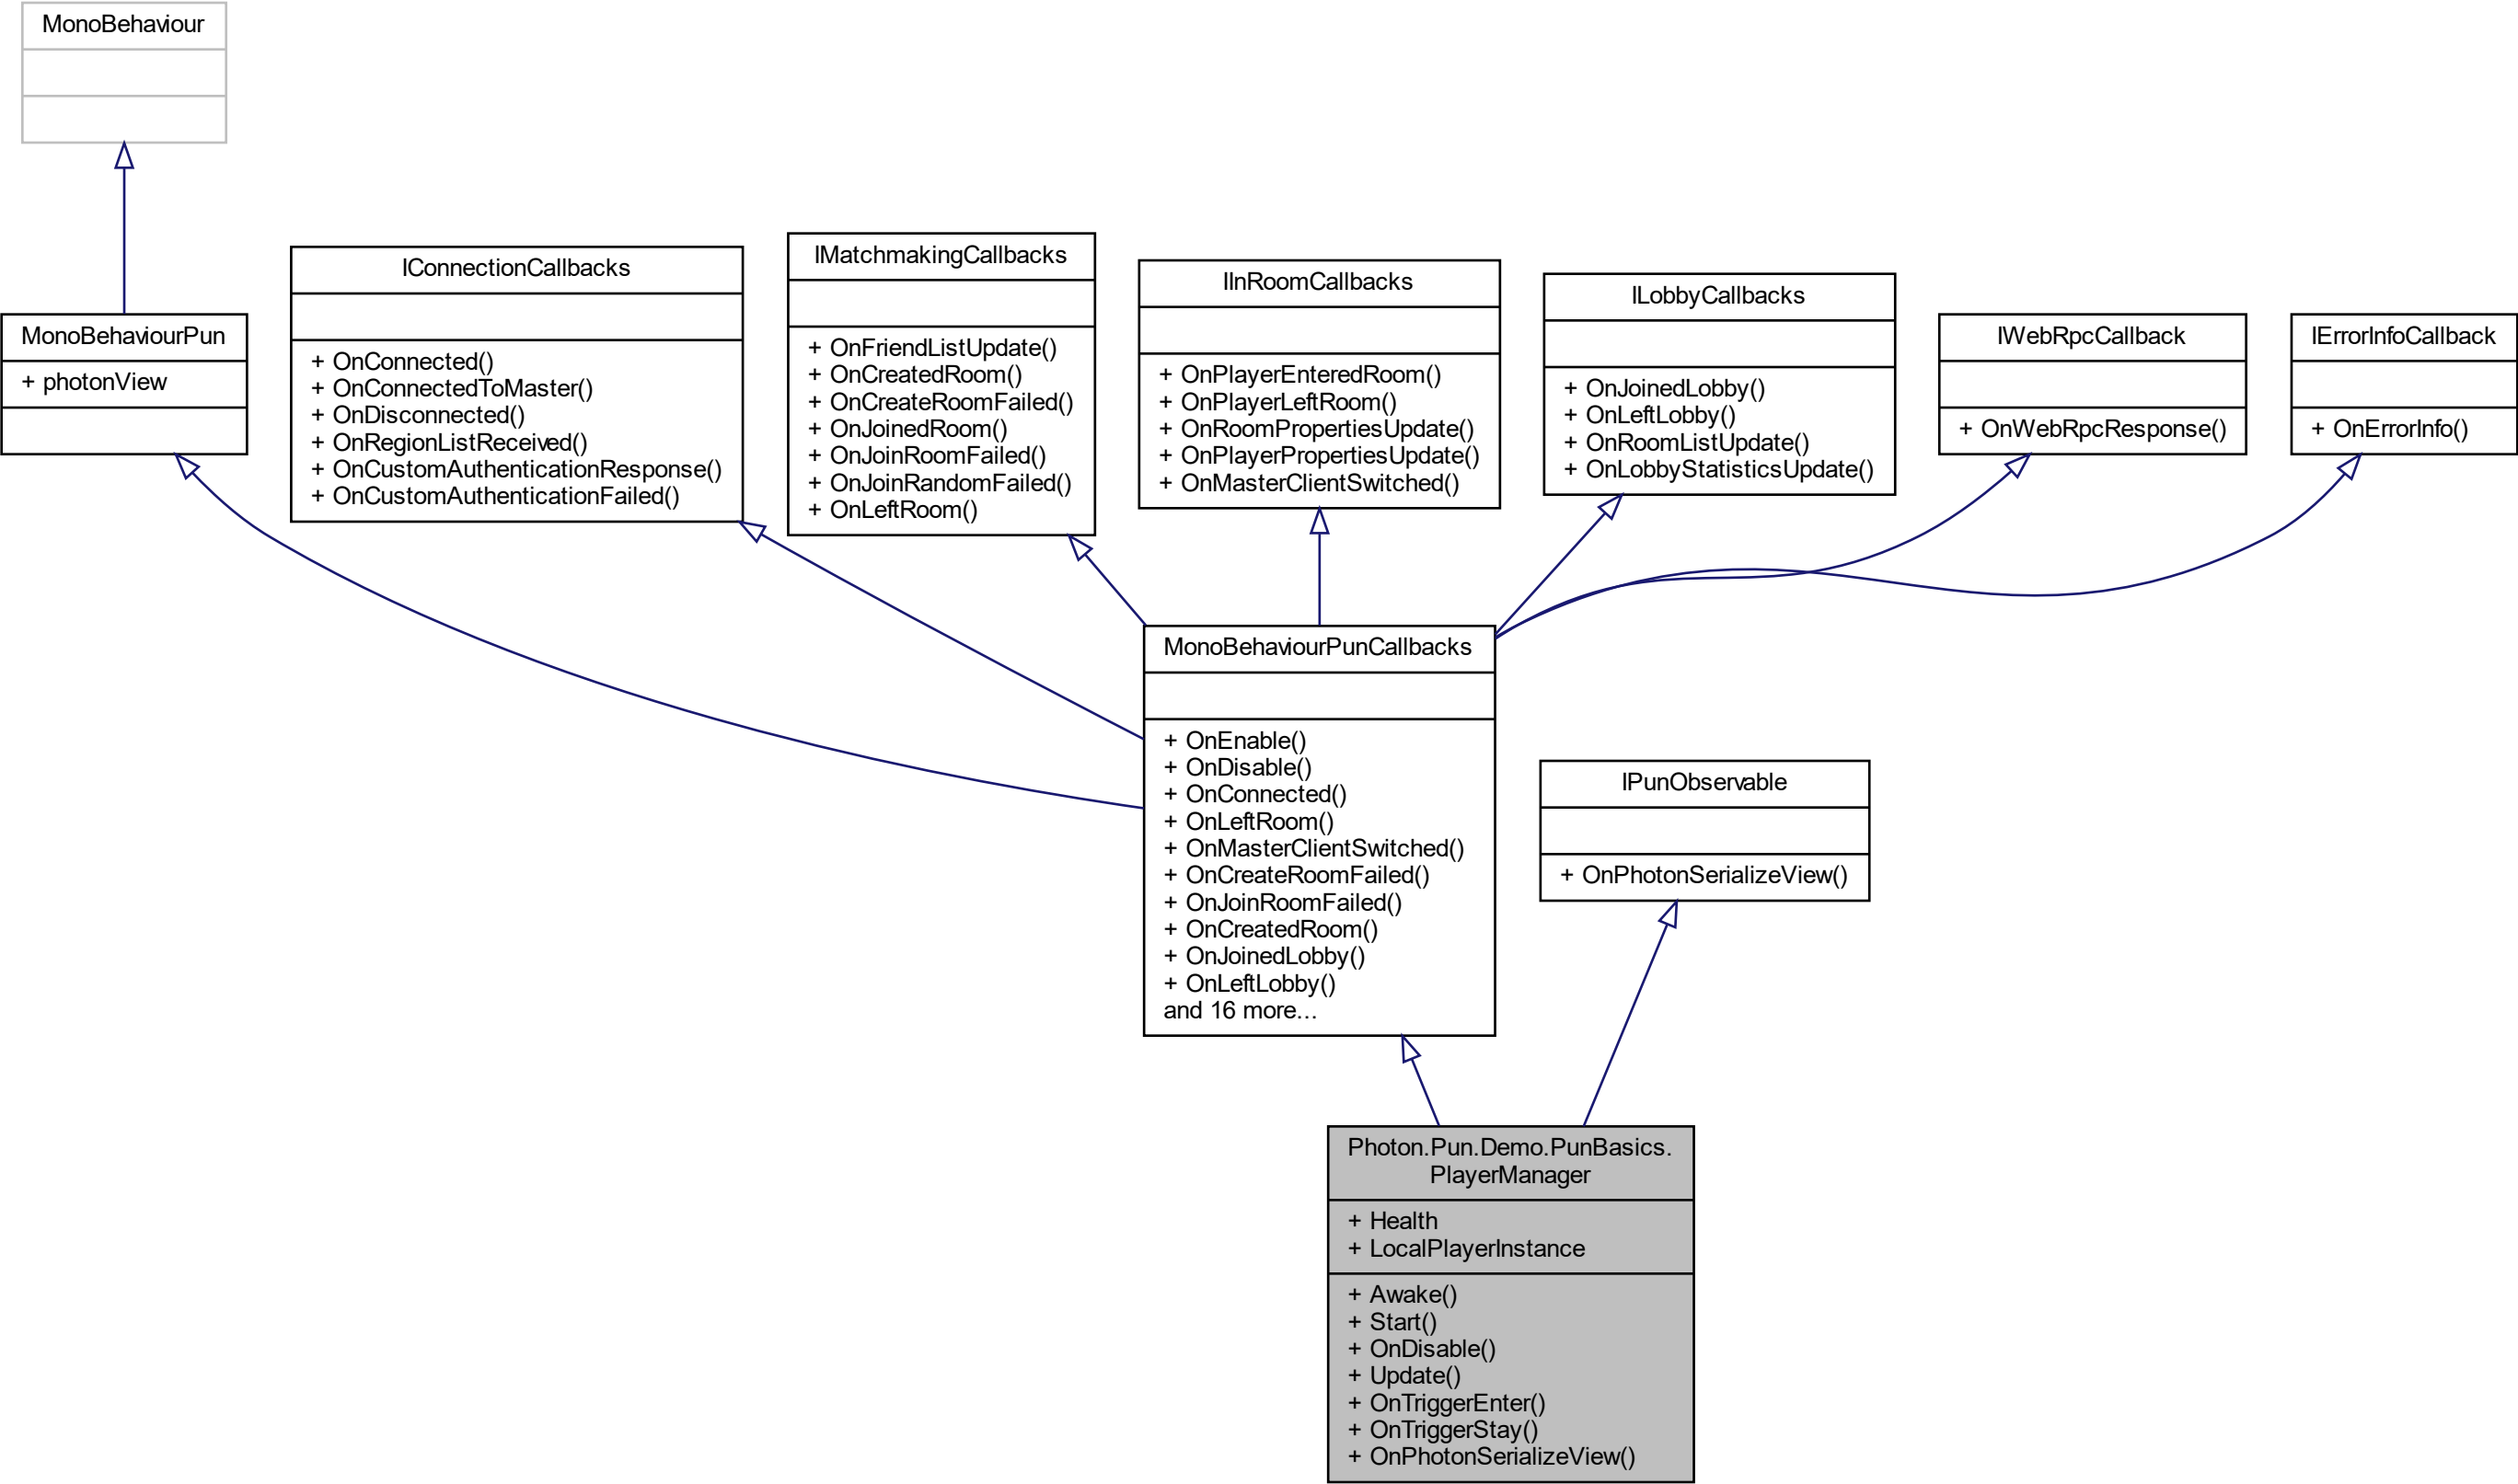 MonoBehaviour
MonoBehaviourPun
+ photonView
IConnectionCallbacks
+ OnConnected()
+ OnConnectedToMaster()
+ OnDisconnected()
+ OnRegionListReceived()
+ OnCustomAuthenticationResponse()
+ OnCustomAuthenticationFailed()
IMatchmakingCallbacks
+ OnFriendListUpdate()
+ OnCreatedRoom()
+ OnCreateRoomFailed()
+ OnJoinedRoom()
+ OnJoinRoomFailed()
+ OnJoinRandomFailed()
+ OnLeftRoom()
IInRoomCallbacks
+ OnPlayerEnteredRoom()
+ OnPlayerLeftRoom()
+ OnRoomPropertiesUpdate()
+ OnPlayerPropertiesUpdate()
+ OnMasterClientSwitched()
ILobbyCallbacks
+ OnJoinedLobby()
+ OnLeftLobby()
+ OnRoomListUpdate()
+ OnLobbyStatisticsUpdate()
IWebRpcCallback
+ OnWebRpcResponse()
IErrorInfoCallback
+ OnErrorInfo()
MonoBehaviourPunCallbacks
+ OnEnable()
+ OnDisable()
+ OnConnected()
+ OnLeftRoom()
+ OnMasterClientSwitched()
+ OnCreateRoomFailed()
+ OnJoinRoomFailed()
+ OnCreatedRoom()
+ OnJoinedLobby()
+ OnLeftLobby()
and 16 more...
IPunObservable
+ OnPhotonSerializeView()
Photon.Pun.Demo.PunBasics.
PlayerManager
+ Health
+ LocalPlayerInstance
+ Awake()
+ Start()
+ OnDisable()
+ Update()
+ OnTriggerEnter()
+ OnTriggerStay()
+ OnPhotonSerializeView()